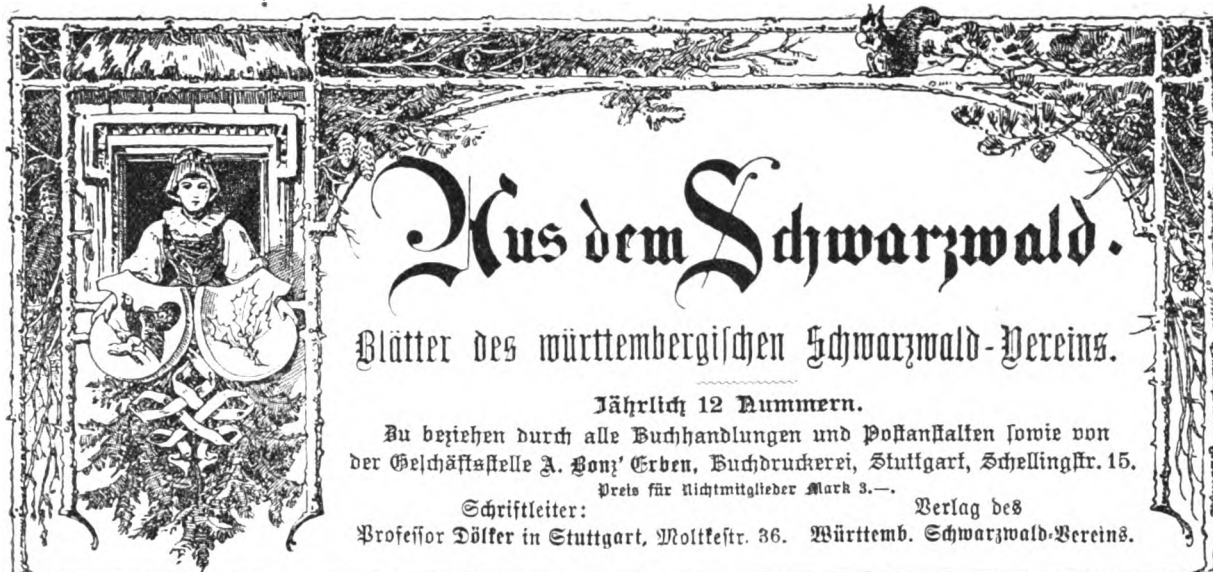 Aus dem Schwarzwald.
Blätter des württembergischen Schwarzwald-Vereins.
Jährlich 12 Nummern.
Zu beziehen durch alle Buchhandlungen und Postanstalten sowie von
der Geschäftsstelle A. Bonz' Erben, Buchdruckerei, Stuttgart, Schellingstr. 15.
Preis für Nichtmitglieder Mark 3.—.
Schriftleiter:
Professor Dölker in Stuttgart, Moltkestr. 36.
Verlag des
Württemb. Schwarzwald-Vereins.